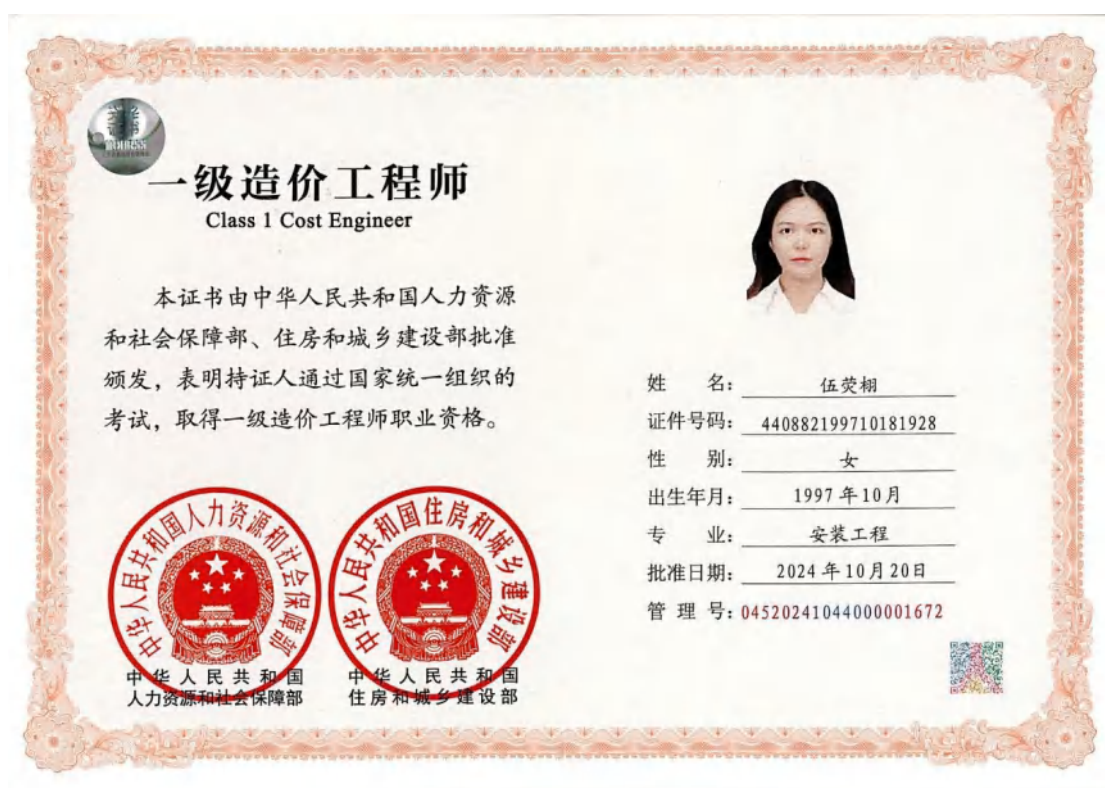 一级造价工程师
Class 1 Cost Engineer
本证书由中华人民共和国人力资源
和社会保障部、住房和城乡建设部批准
颁发，表明持证人通过国家统一组织的
考试，取得一级造价工程师职业资格。
中华人民共和国人力资源和社会保障部
中华人民共和国住房和城乡建设部
中华人民共和国
人力资源和社会保障部
中华人民共和国
住房和城乡建设部
姓 名： 伍荧栩
证件号码： 440882199710181928
性 别： 女
出生年月： 1997年10月
专 业： 安装工程
批准日期： 2024年10月20日
管 理 号：04520241044000001672